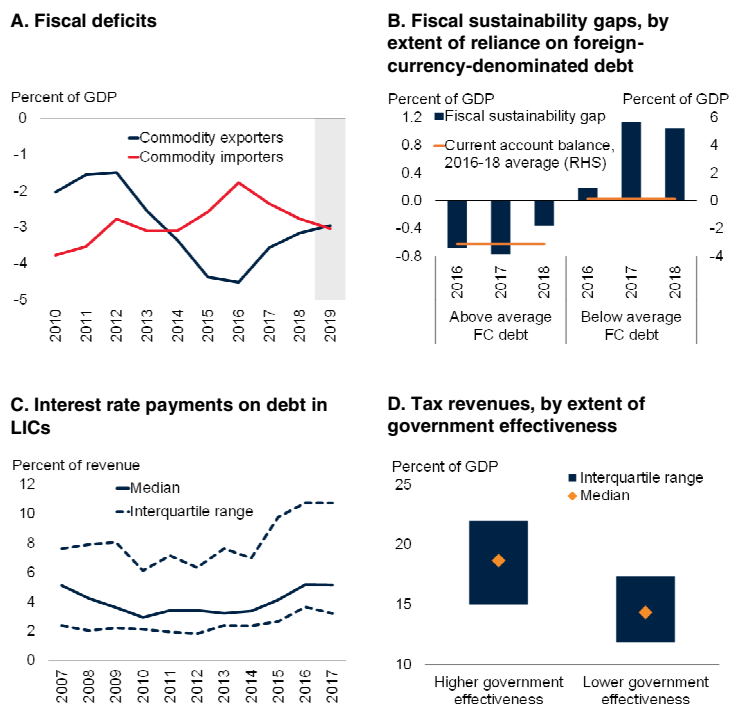 A. Fiscal deficits
Percent of GDP
0
-1
-2
-3
-4
-5
Commodity exporters
Commodity importers
2010
2011
2012
2013
2014
2015
2016
2017
2018
2019
B. Fiscal sustainability gaps, by
extent of reliance on foreign-
currency-denominated debt
Percent of GDP
Percent of GDP
1.2
0.8
0.4
0.0
-0.4
-0.8
Fiscal sustainability gap
Current account balance,
2016-18 average (RHS)
6
4
2
0
-2
-4
2016
2017
2018
2016
2017
2018
Above average
FC debt
Below average
FC debt
C. Interest rate payments on debt in
LICs
Percent of revenue
12
10
8
6
4
2
0
Median
Interquartile range
2007
2008
2009
2010
2011
2012
2013
2014
2015
2016
2017
D. Tax revenues, by extent of
government effectiveness
Percent of GDP
25
20
15
10
Interquartile range
Median
Higher government
effectiveness
Lower government
effectiveness